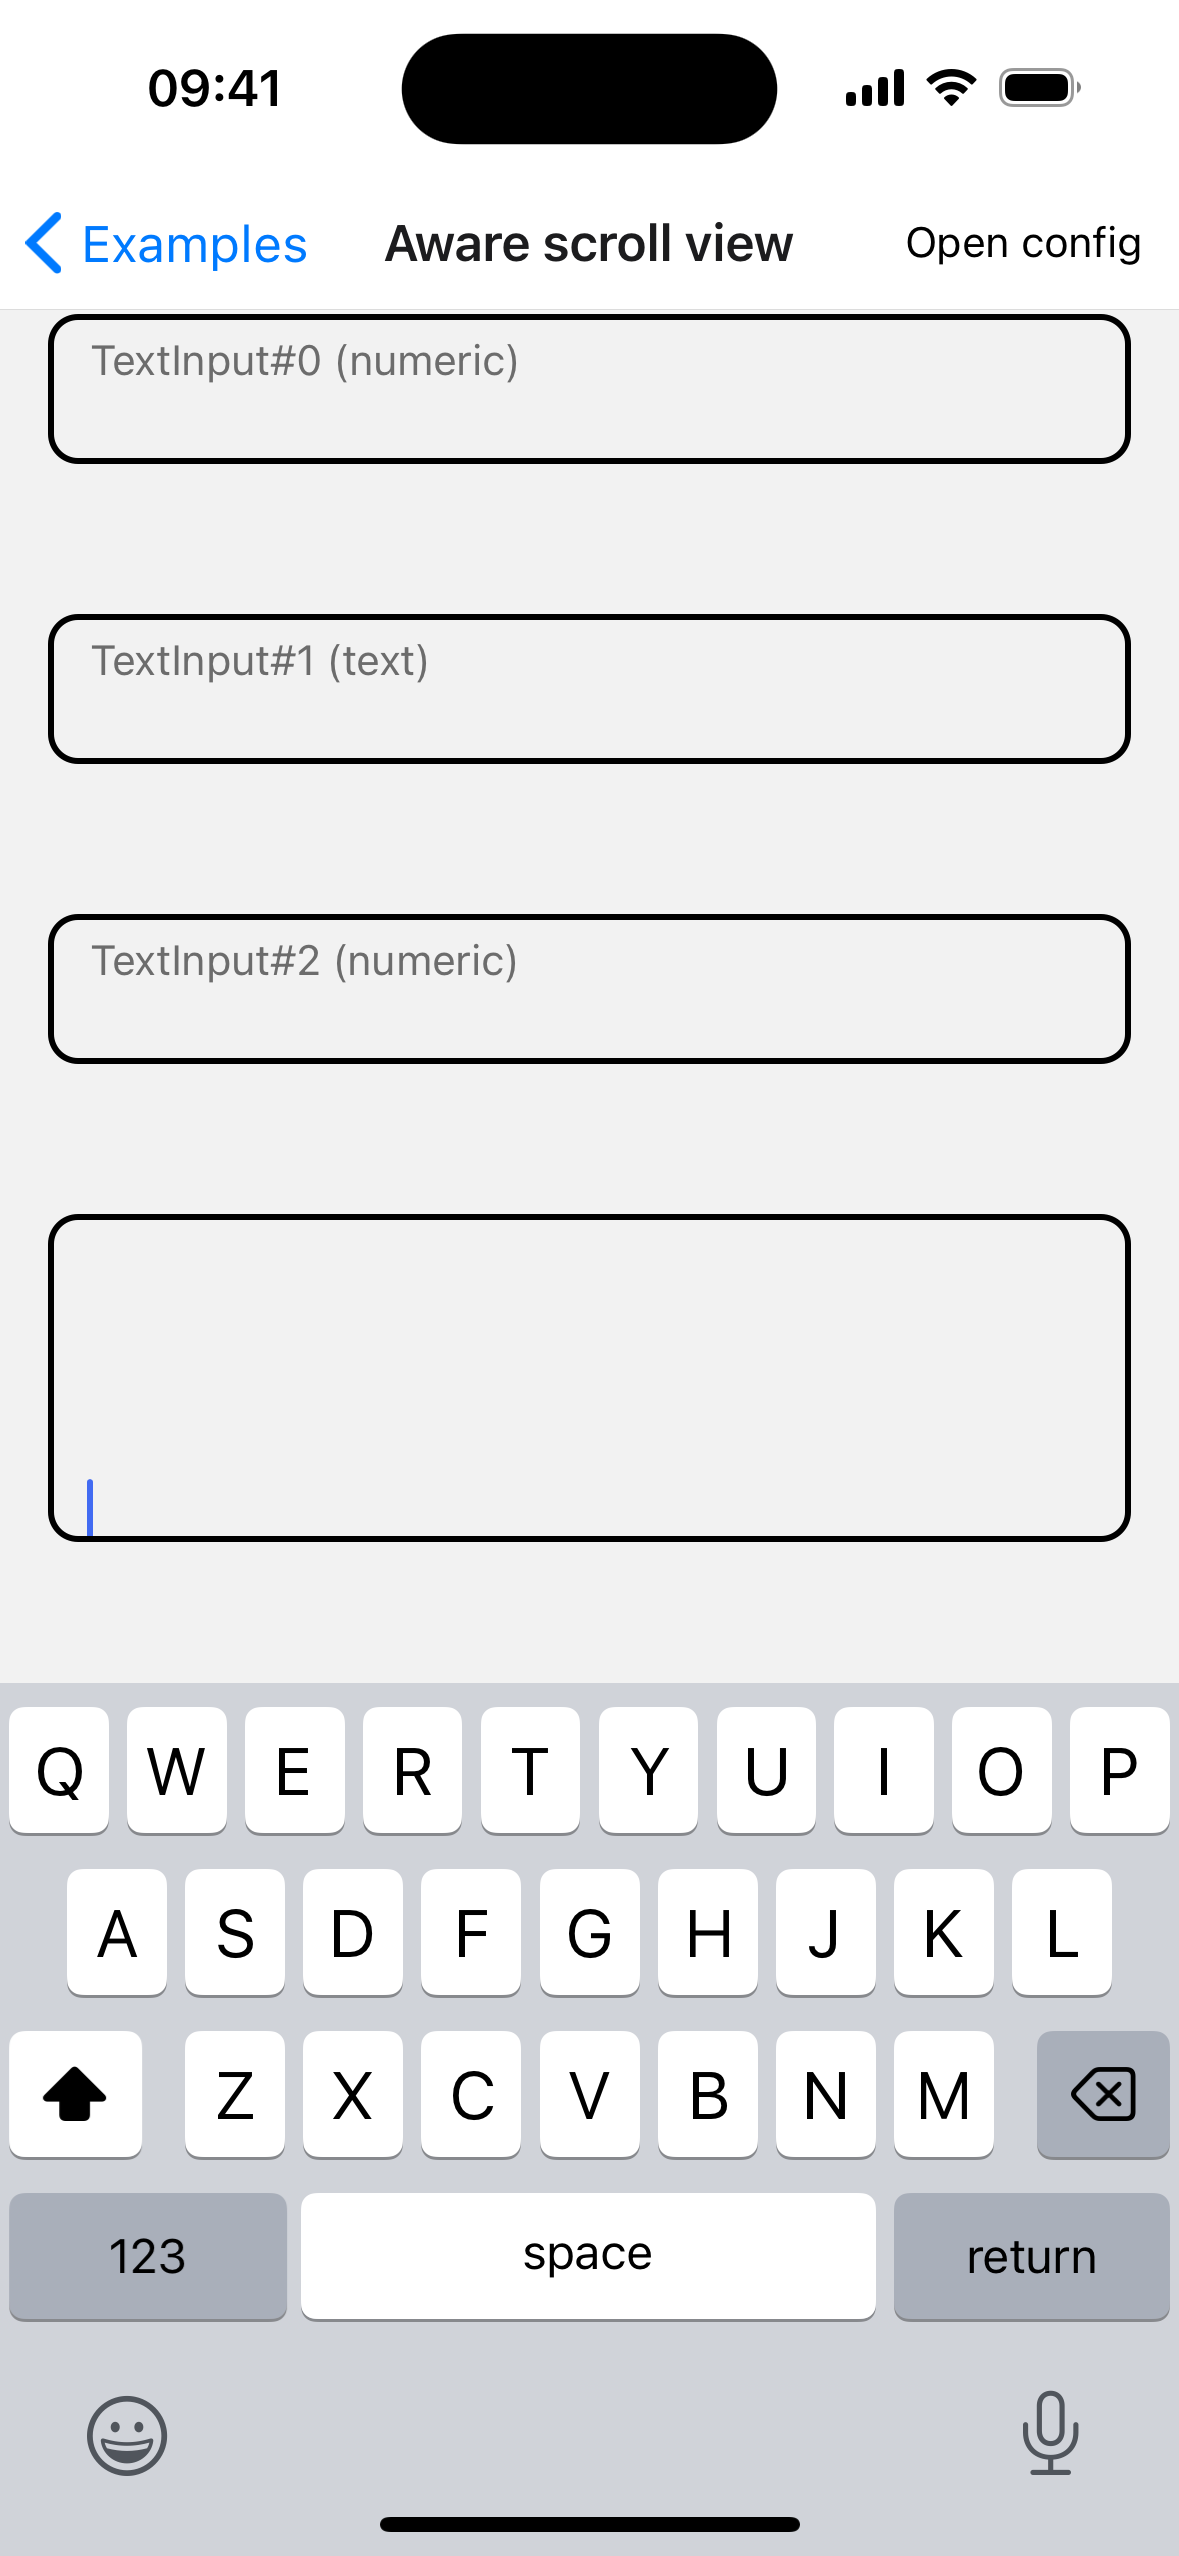 09:41
Examples
Aware scroll view
Open config
TextInput#0 (numeric)
TextInput#1 (text)
TextInput#2 (numeric)
Q W E R T Y U I O P
A S D F G H J K L
Z X C V B N M
123 space return